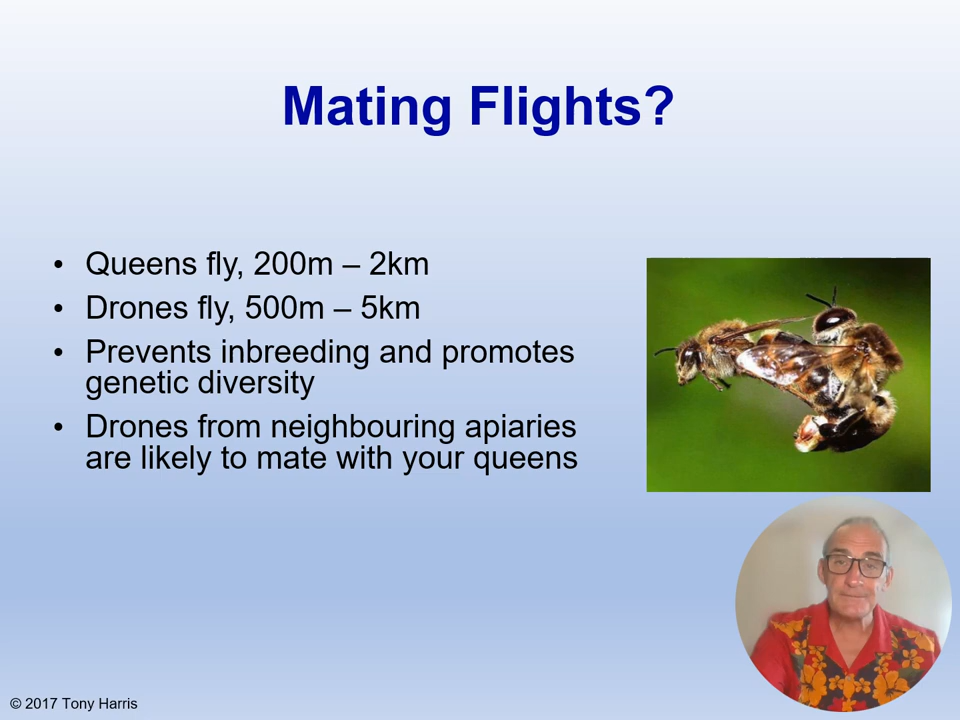 Mating Flights?
• Queens fly, 200m – 2km
• Drones fly, 500m – 5km
• Prevents inbreeding and promotes
genetic diversity
• Drones from neighbouring apiaries
are likely to mate with your queens
© 2017 Tony Harris